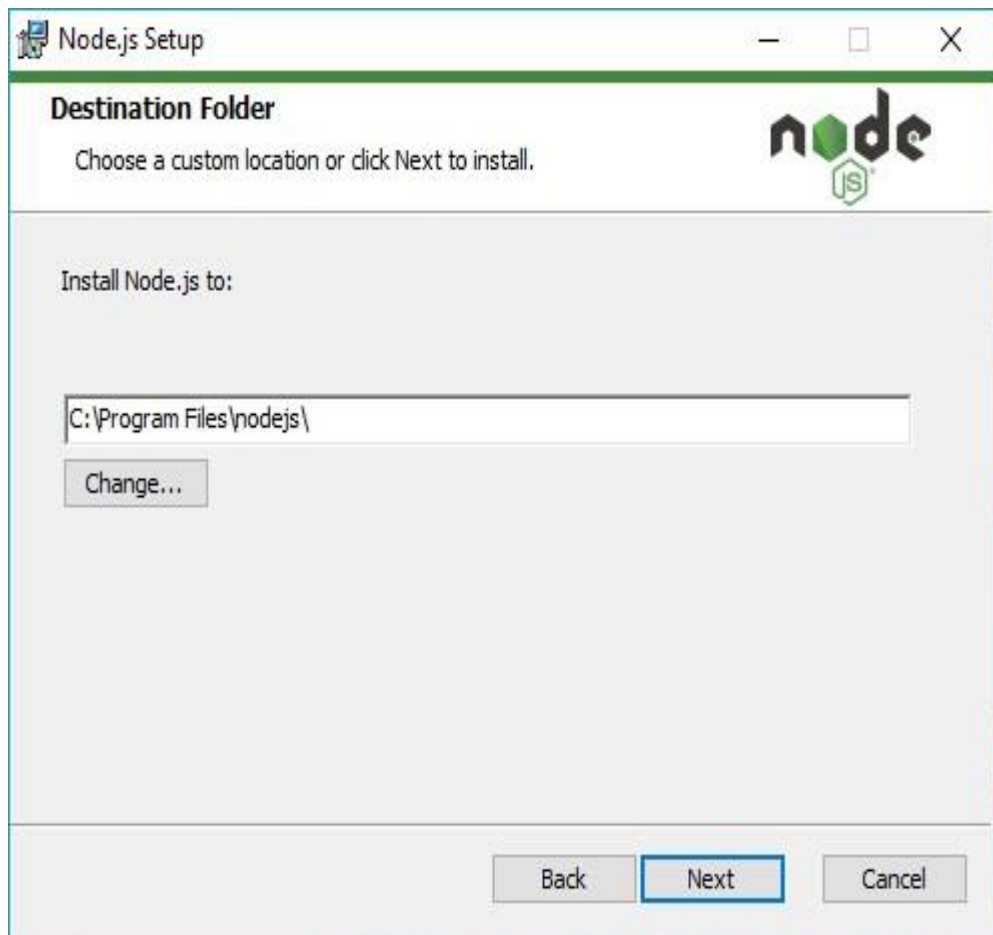 Node.js Setup
Destination Folder
Choose a custom location or click Next to install.
node
JS
Install Node.js to:
C:\Program Files\nodejs\
Change...
Back Next Cancel